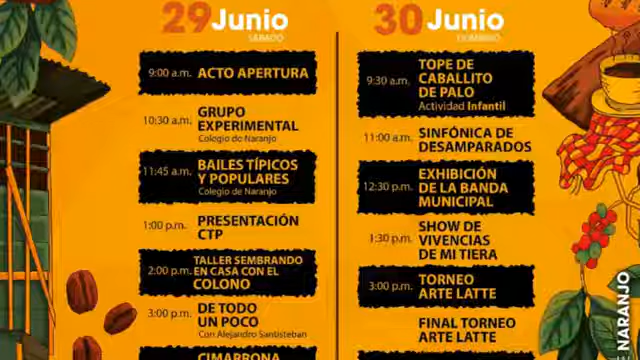 29 Junio
SÁBADO
9:00 a.m. ACTO APERTURA
10:30 a.m. GRUPO
EXPERIMENTAL
Colegio de Naranjo
11:45 a.m. BAILES TÍPICOS
Y POPULARES
Colegio de Naranjo
1:00 p.m. PRESENTACIÓN
CTP
2:00 p.m. TALLER SEMBRANDO
EN CASA CON EL
COLONO
3:00 p.m. DE TODO
UN POCO
Con Alejandro Santisteban
CIMARRONA
30 Junio
DOMINGO
9:30 a.m. TOPE DE
CABALLITO
DE PALO
Actividad Infantil
11:00 a.m. SINFÓNICA DE
DESAMPARADOS
12:30 p.m. EXHIBICIÓN
DE LA BANDA
MUNICIPAL
1:30 p.m. SHOW DE
VIVENCIAS
DE MI TIERA
3:00 p.m. TORNEO
ARTE LATTE
FINAL TORNEO
ARTE LATTE
NARANJO